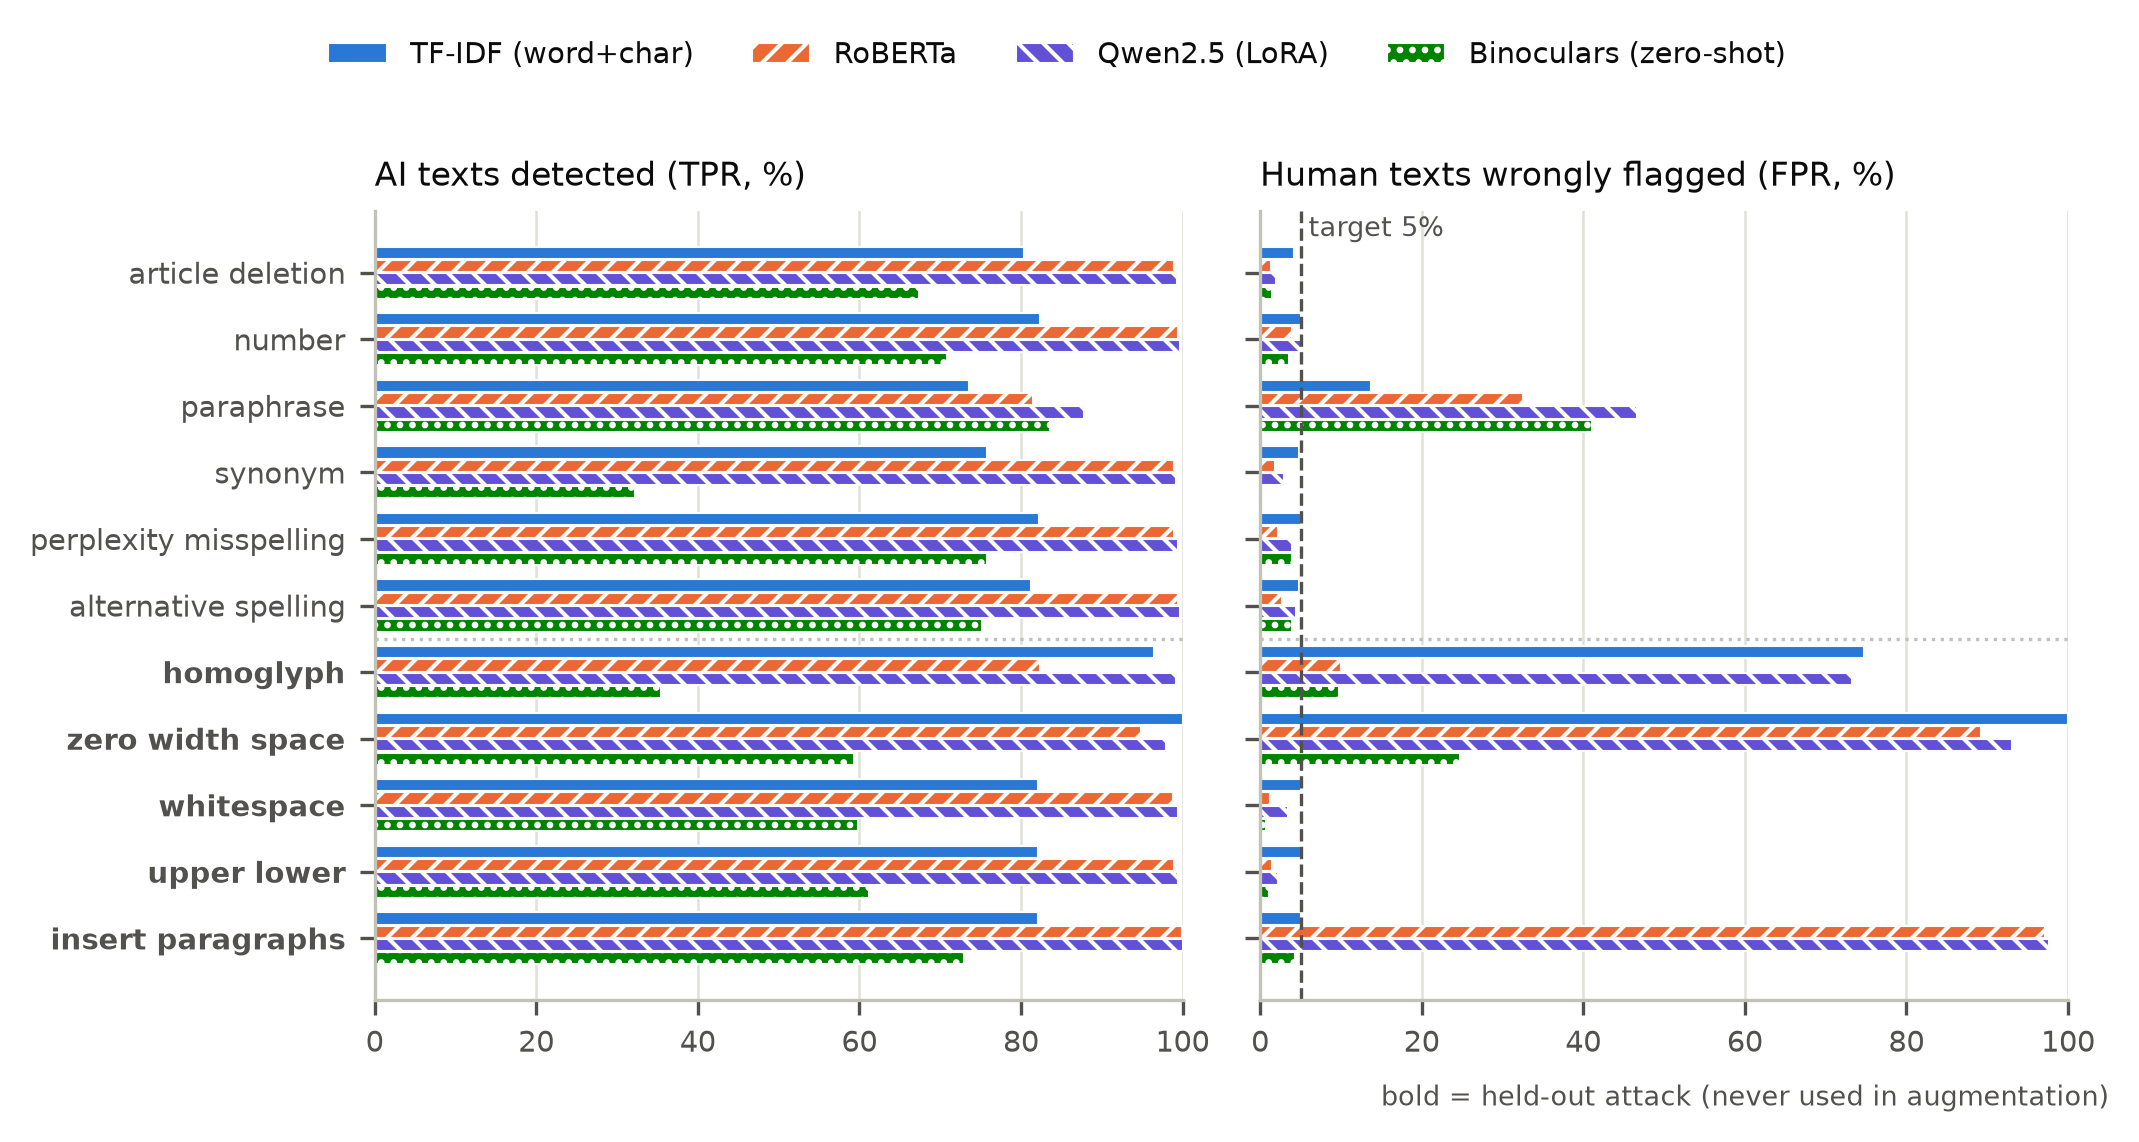 TF-IDF (word+char) RoBERTa Qwen2.5 (LoRA) Binoculars (zero-shot)
AI texts detected (TPR, %)
Human texts wrongly flagged (FPR, %)
target 5%
article deletion
number
paraphrase
synonym
perplexity misspelling
alternative spelling
homoglyph
zero width space
whitespace
upper lower
insert paragraphs
0 20 40 60 80 100
0 20 40 60 80 100
bold = held-out attack (never used in augmentation)